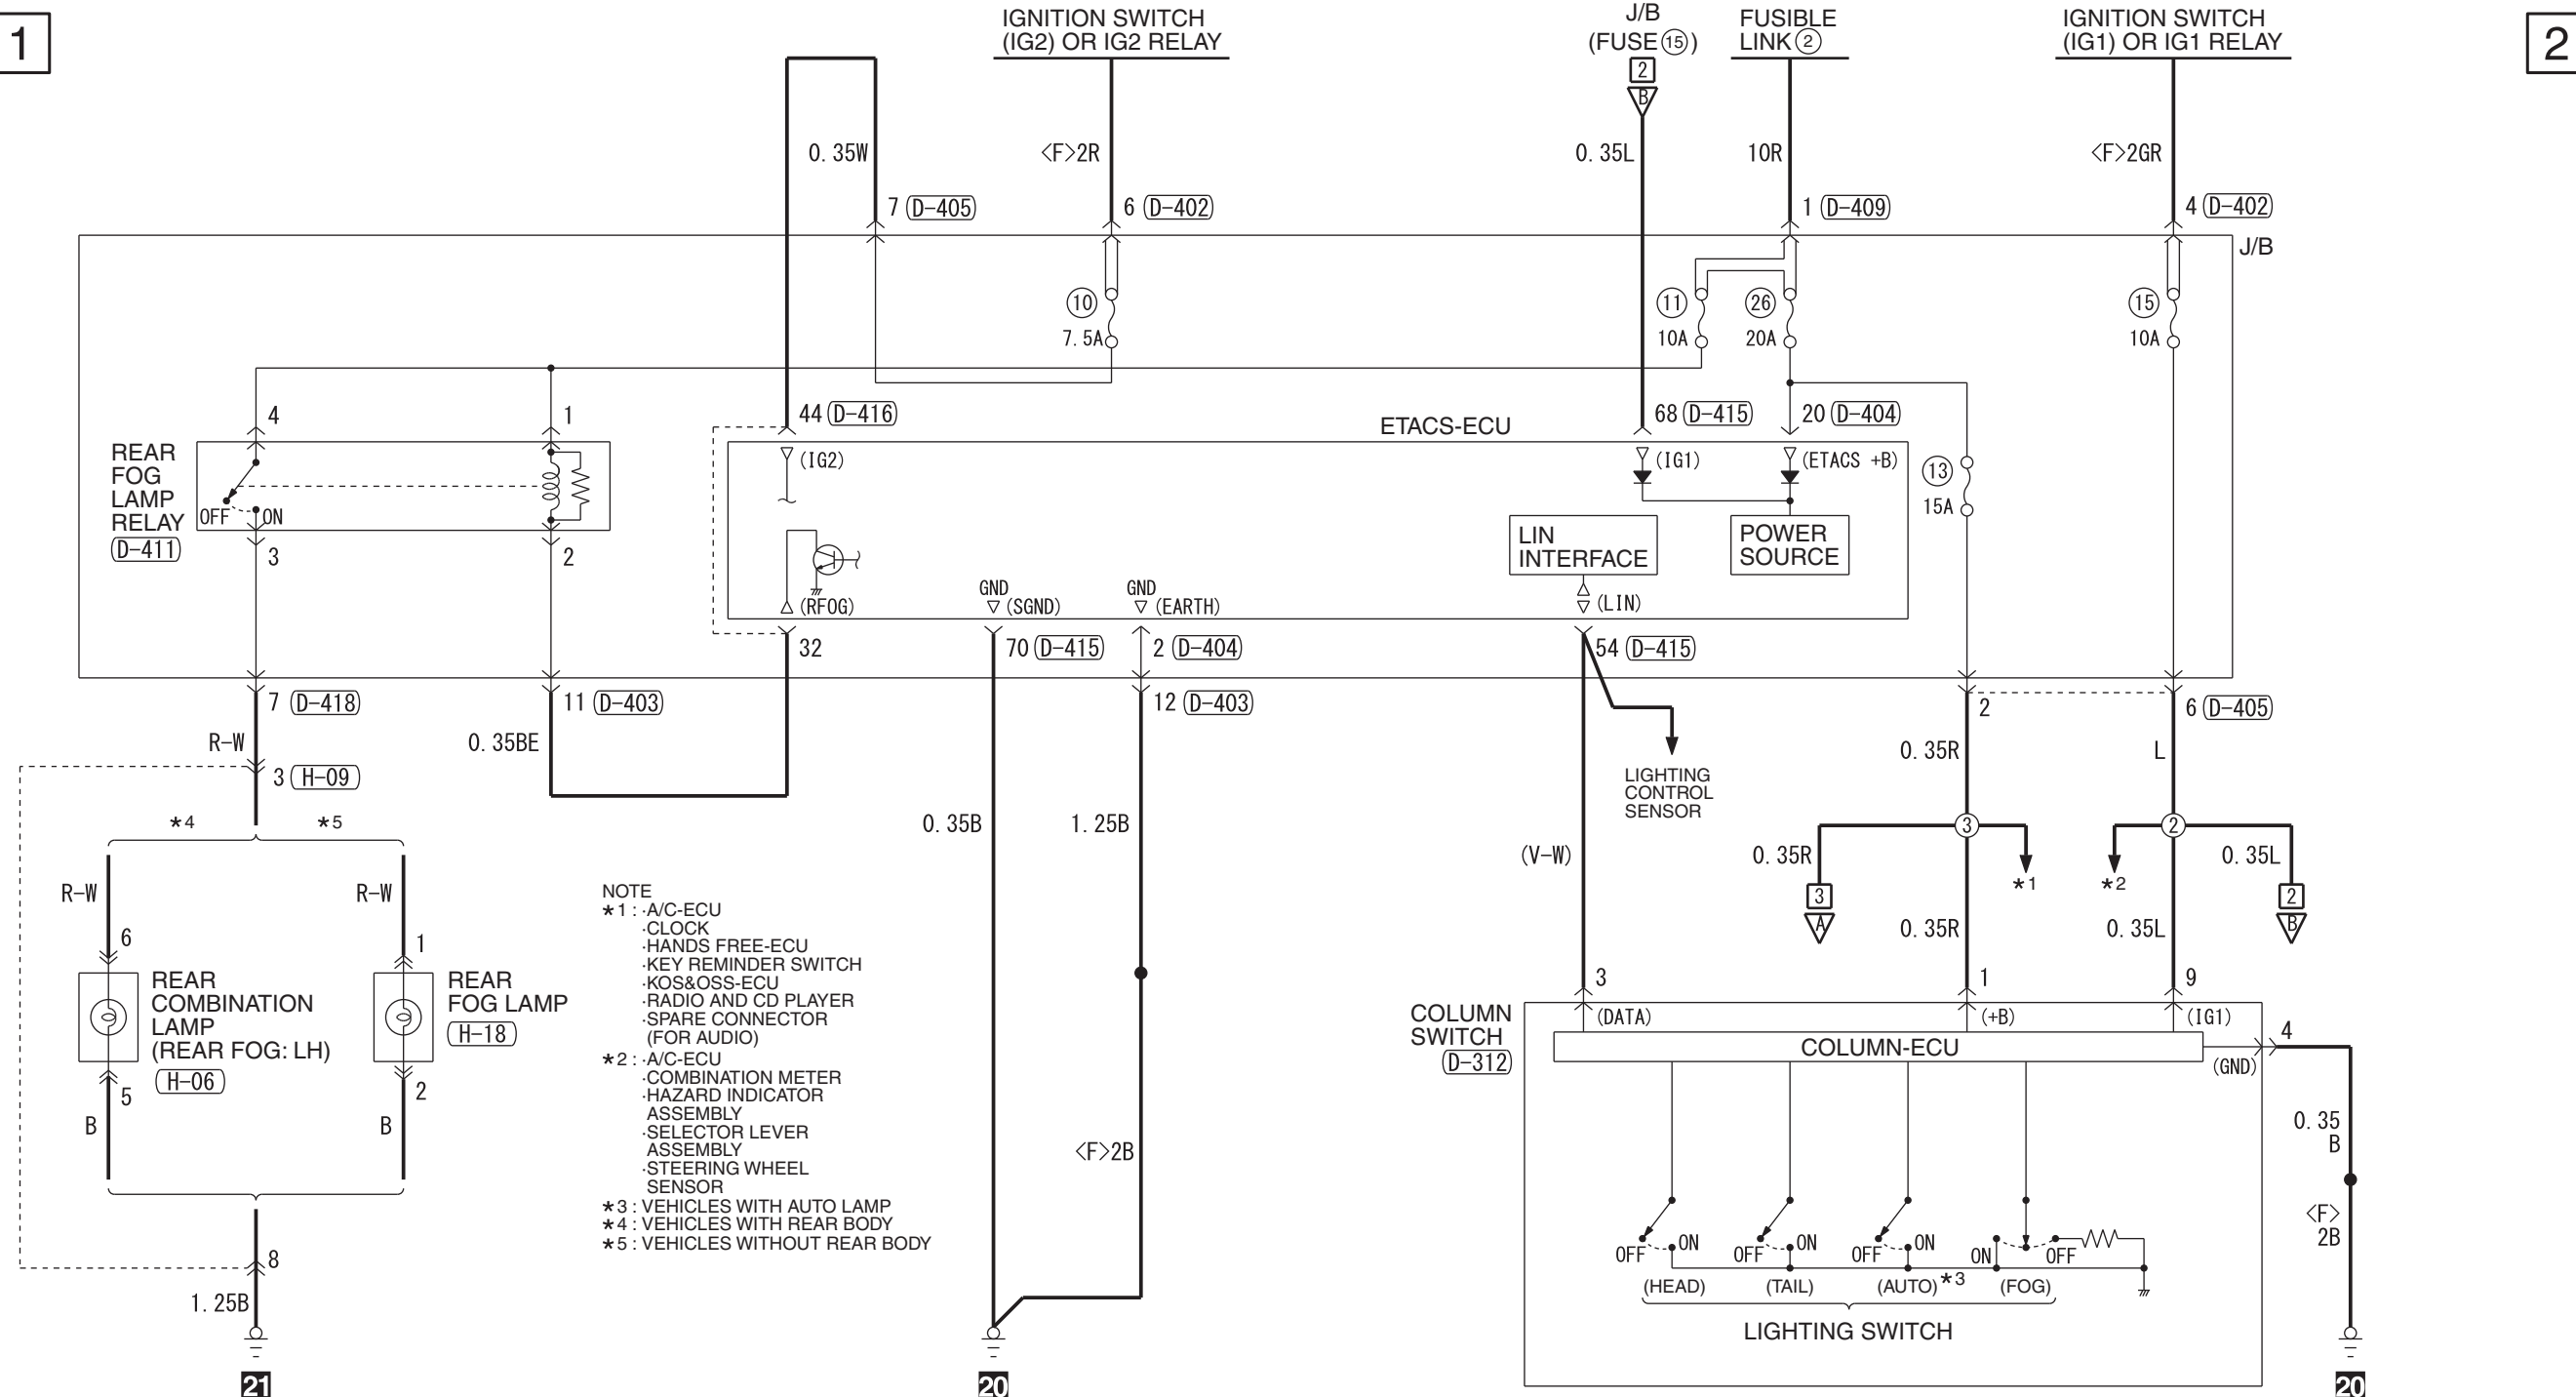 1
2
IGNITION SWITCH
(IG2) OR IG2 RELAY
J/B
(FUSE 15)
2
B
FUSIBLE
LINK 2
IGNITION SWITCH
(IG1) OR IG1 RELAY
0.35W
<F>2R
0.35L
10R
<F>2GR
7 D-405
6 D-402
1 D-409
4 D-402
J/B
10
7.5A
11
10A
26
20A
15
10A
4
1
44 D-416
ETACS-ECU
68 D-415
20 D-404
REAR
FOG
LAMP
RELAY
D-411
OFF
ON
(IG2)
(IG1)
(ETACS +B)
13
15A
LIN
INTERFACE
POWER
SOURCE
3
2
(RFOG)
GND
(SGND)
GND
(EARTH)
(LIN)
32
70 D-415
2 D-404
54 D-415
7 D-418
11 D-403
12 D-403
2
6 D-405
R-W
0.35BE
0.35R
L
3 H-09
LIGHTING
CONTROL
SENSOR
*4
*5
0.35B
1.25B
(V-W)
3
2
0.35R
*1
*2
0.35L
3
A
2
B
R-W
R-W
0.35R
0.35L
6
1
REAR
COMBINATION
LAMP
(REAR FOG: LH)
H-06
REAR
FOG LAMP
H-18
5
2
B
B
8
1.25B
21
NOTE
*1 : ·A/C-ECU
·CLOCK
·HANDS FREE-ECU
·KEY REMINDER SWITCH
·KOS&OSS-ECU
·RADIO AND CD PLAYER
·SPARE CONNECTOR
(FOR AUDIO)
*2 : ·A/C-ECU
·COMBINATION METER
·HAZARD INDICATOR
ASSEMBLY
·SELECTOR LEVER
ASSEMBLY
·STEERING WHEEL
SENSOR
*3 : VEHICLES WITH AUTO LAMP
*4 : VEHICLES WITH REAR BODY
*5 : VEHICLES WITHOUT REAR BODY
<F>2B
20
3
1
9
COLUMN
SWITCH
D-312
(DATA)
(+B)
(IG1)
COLUMN-ECU
4
(GND)
0.35
B
<F>
2B
OFF
ON
OFF
ON
OFF
ON
ON
OFF
(HEAD)
(TAIL)
(AUTO) *3
(FOG)
LIGHTING SWITCH
20